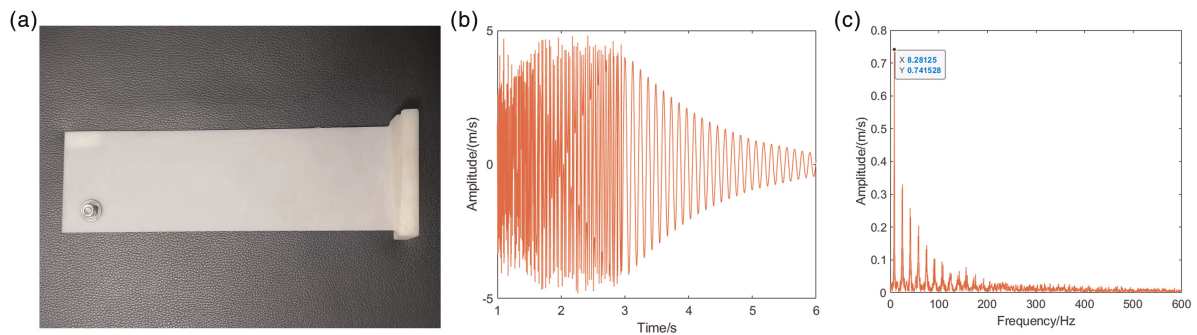 (a)
(b)
5
0
-5
Amplitude/(m/s)
1 2 3 4 5 6
Time/s
(c)
0.8
0.7
0.6
0.5
0.4
0.3
0.2
0.1
0
Amplitude/(m/s)
X 8.28125
Y 0.741528
0 100 200 300 400 500 600
Frequency/Hz